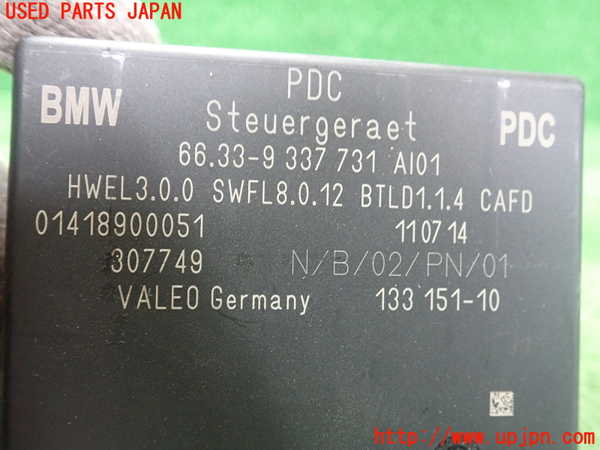 USED PARTS JAPAN
PDC
BMW
Steuergeraet
PDC
66.33-9 337 731 AI01
HWEL3.0.0 SWFL8.0.12 BTLD1.1.4 CAFD
01418900051 110714
307749 N/B/02/PN/01
VALEO Germany 133 151-10
UPJ http://www.upjpn.com/